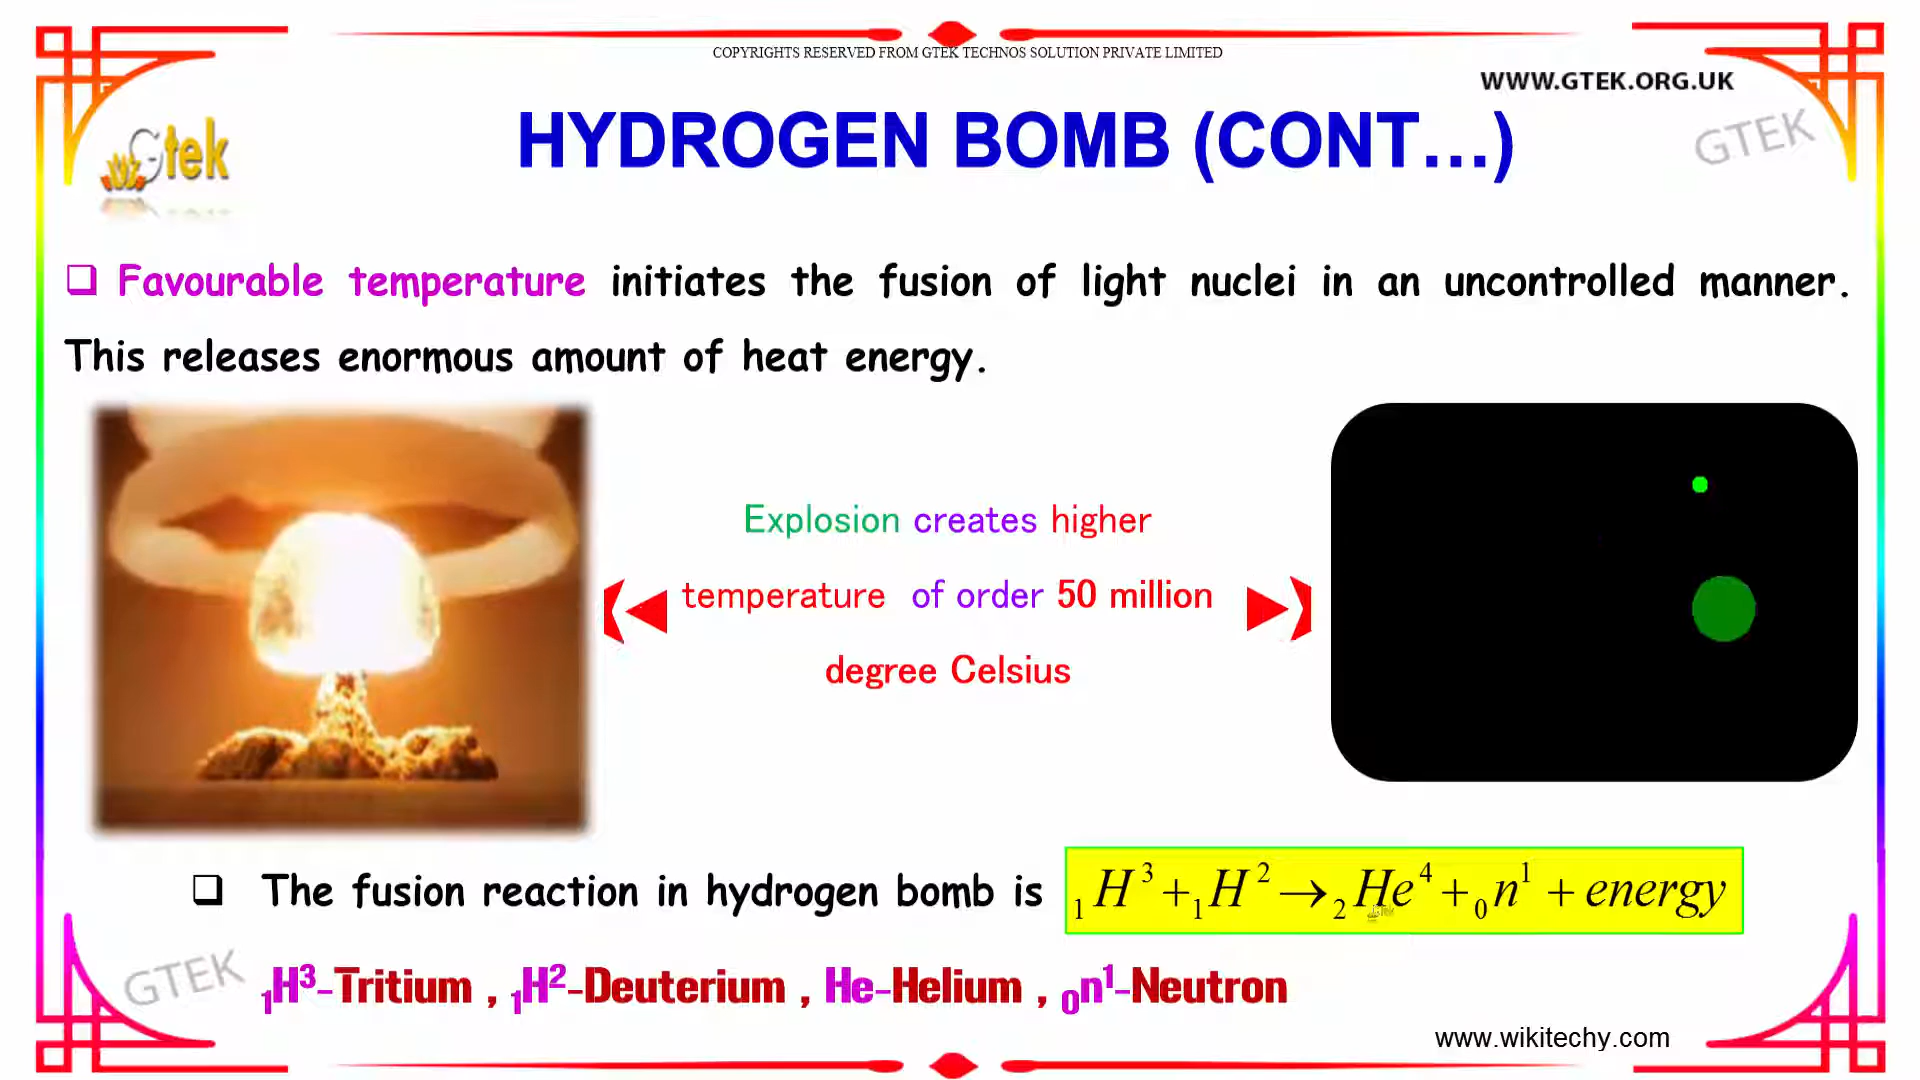 COPYRIGHTS RESERVED FROM GTEK TECHNOS SOLUTION PRIVATE LIMITED
WWW.GTEK.ORG.UK
Gtek
HYDROGEN BOMB (CONT...)
GTEK
❑ Favourable temperature initiates the fusion of light nuclei in an uncontrolled manner.
This releases enormous amount of heat energy.
Explosion creates higher
temperature of order 50 million
degree Celsius
❑ The fusion reaction in hydrogen bomb is ₁H³+₁H²→₂He⁴+₀n¹+energy
GTEK
₁H³-Tritium , ₁H²-Deuterium , He-Helium , ₀n¹-Neutron
www.wikitechy.com